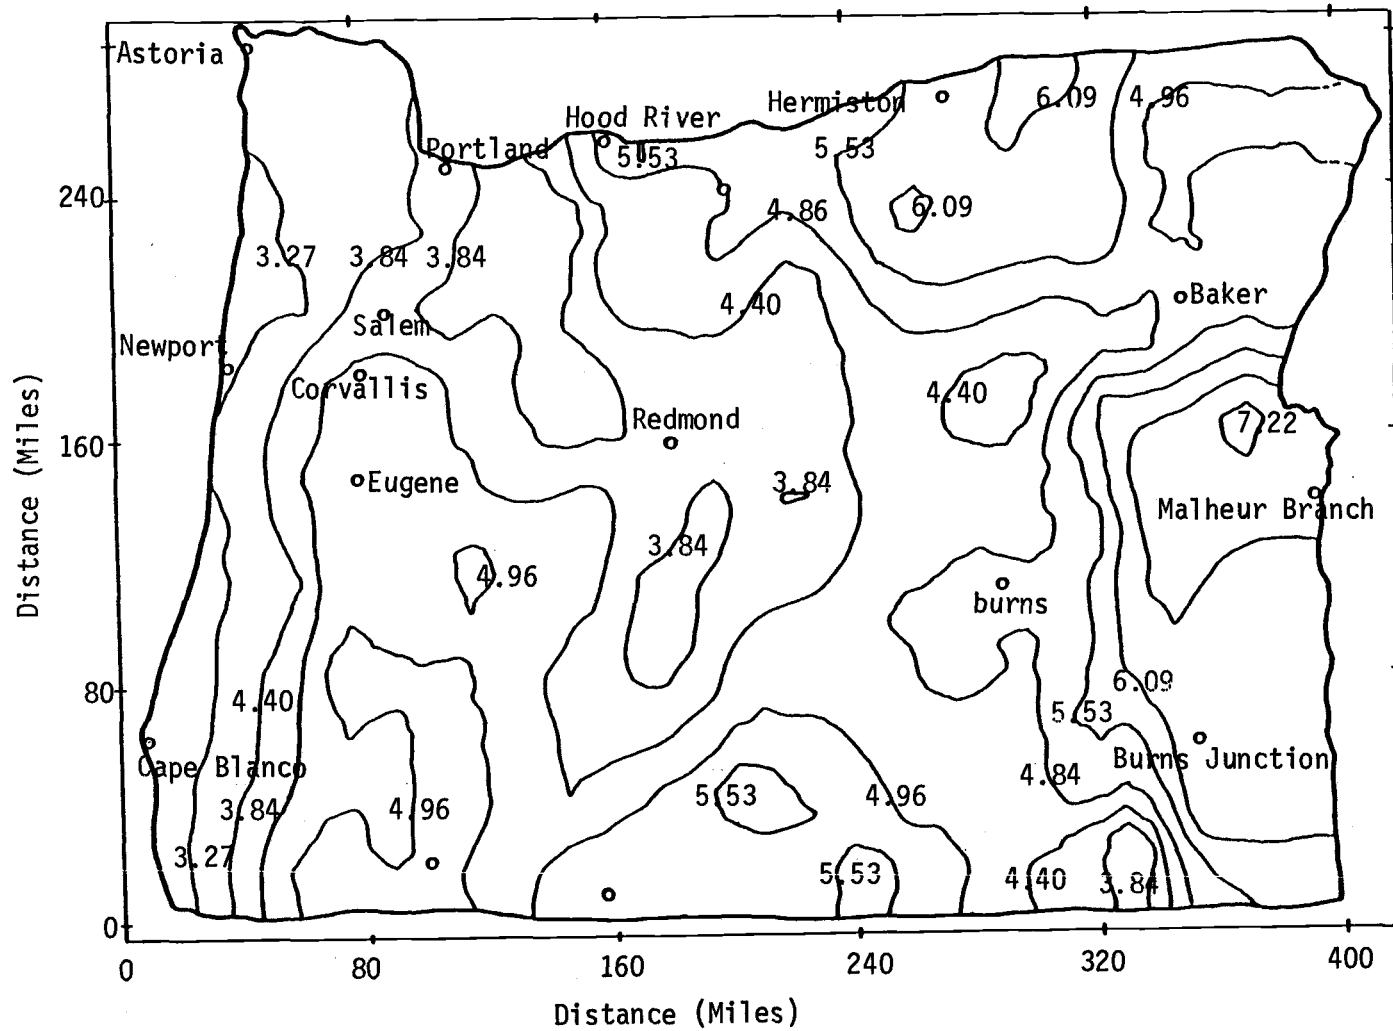 Astoria
Hood River
Hermiston
6.09
4.96
Portland
5.53
5.53
240
4.86
6.09
3.27
3.84
3.84
Baker
4.40
Salem
Newport
Corvallis
4.40
Redmond
7.22
160
Eugene
3.84
Malheur Branch
3.84
4.96
burns
Distance (Miles)
80
4.40
6.09
5.53
Burns Junction
Cape Blanco
4.84
5.53
4.96
3.84
4.96
3.27
5.53
4.40
3.84
0
0
80
160
240
320
400
Distance (Miles)